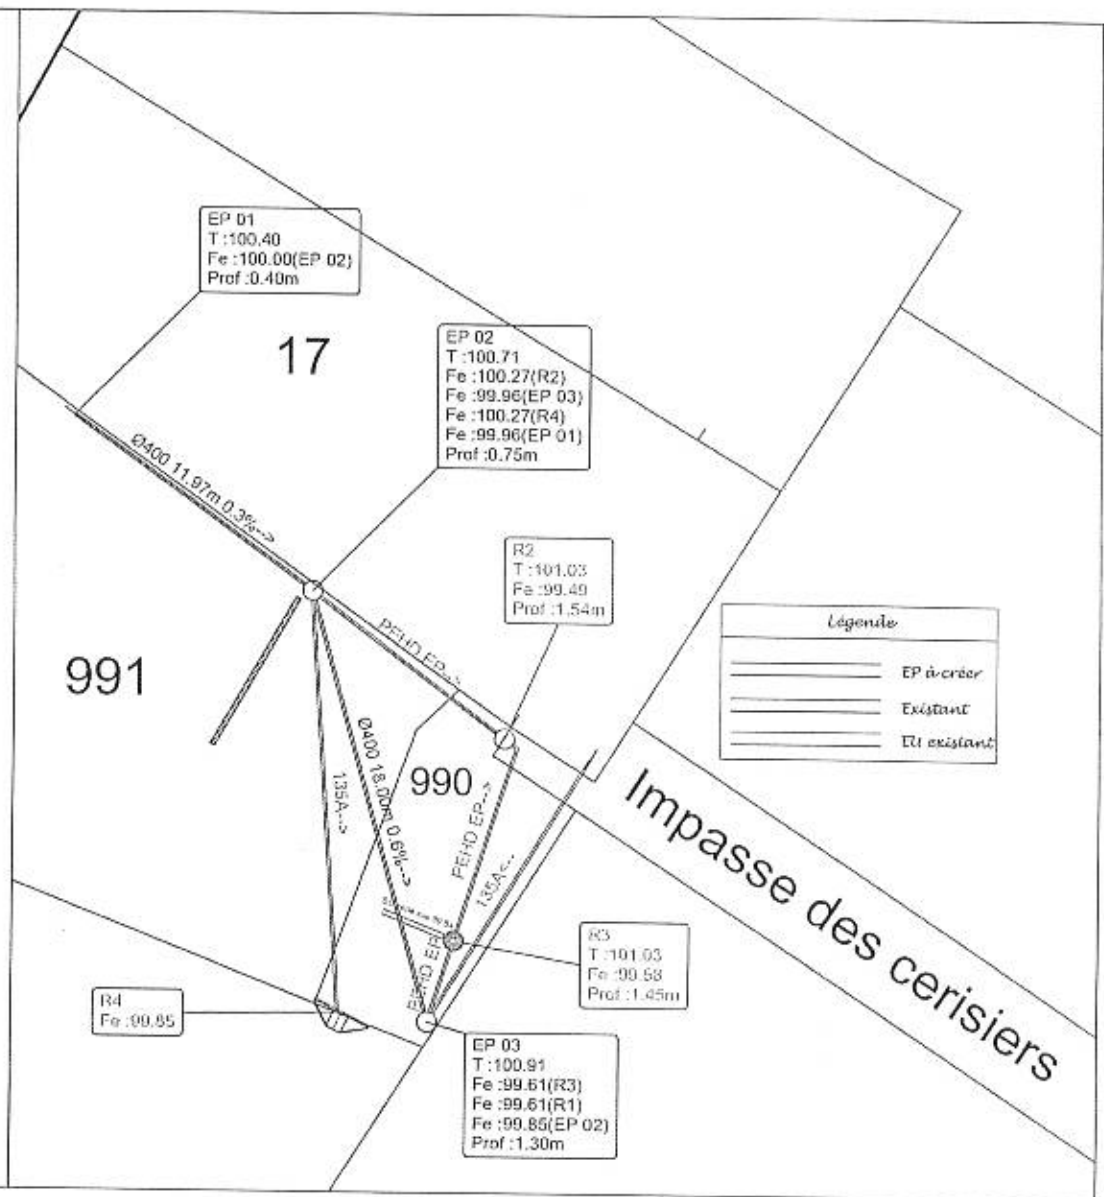 EP 01
T :100.40
Fe :100.00(EP 02)
Prof :0.40m
17
EP 02
T :100.71
Fe :100.27(R2)
Fe :99.96(EP 03)
Fe :100.27(R4)
Fe :99.96(EP 01)
Prof :0.75m
Ø400 11.97m 0.3%-->
R2
T :101.03
Fe :99.49
Prof :1.54m
Légende
EP à créer
Existant
EU existant
991
PEHD EP-->
Ø400 18.00m 0.6%-->
990
135A-->
PEHD EP-->
135A<--
Impasse des cerisiers
PEHD EP
R3
T :101.03
Fe :99.58
Prof :1.45m
R4
Fe :99.85
EP 03
T :100.91
Fe :99.61(R3)
Fe :99.61(R1)
Fe :99.85(EP 02)
Prof :1.30m